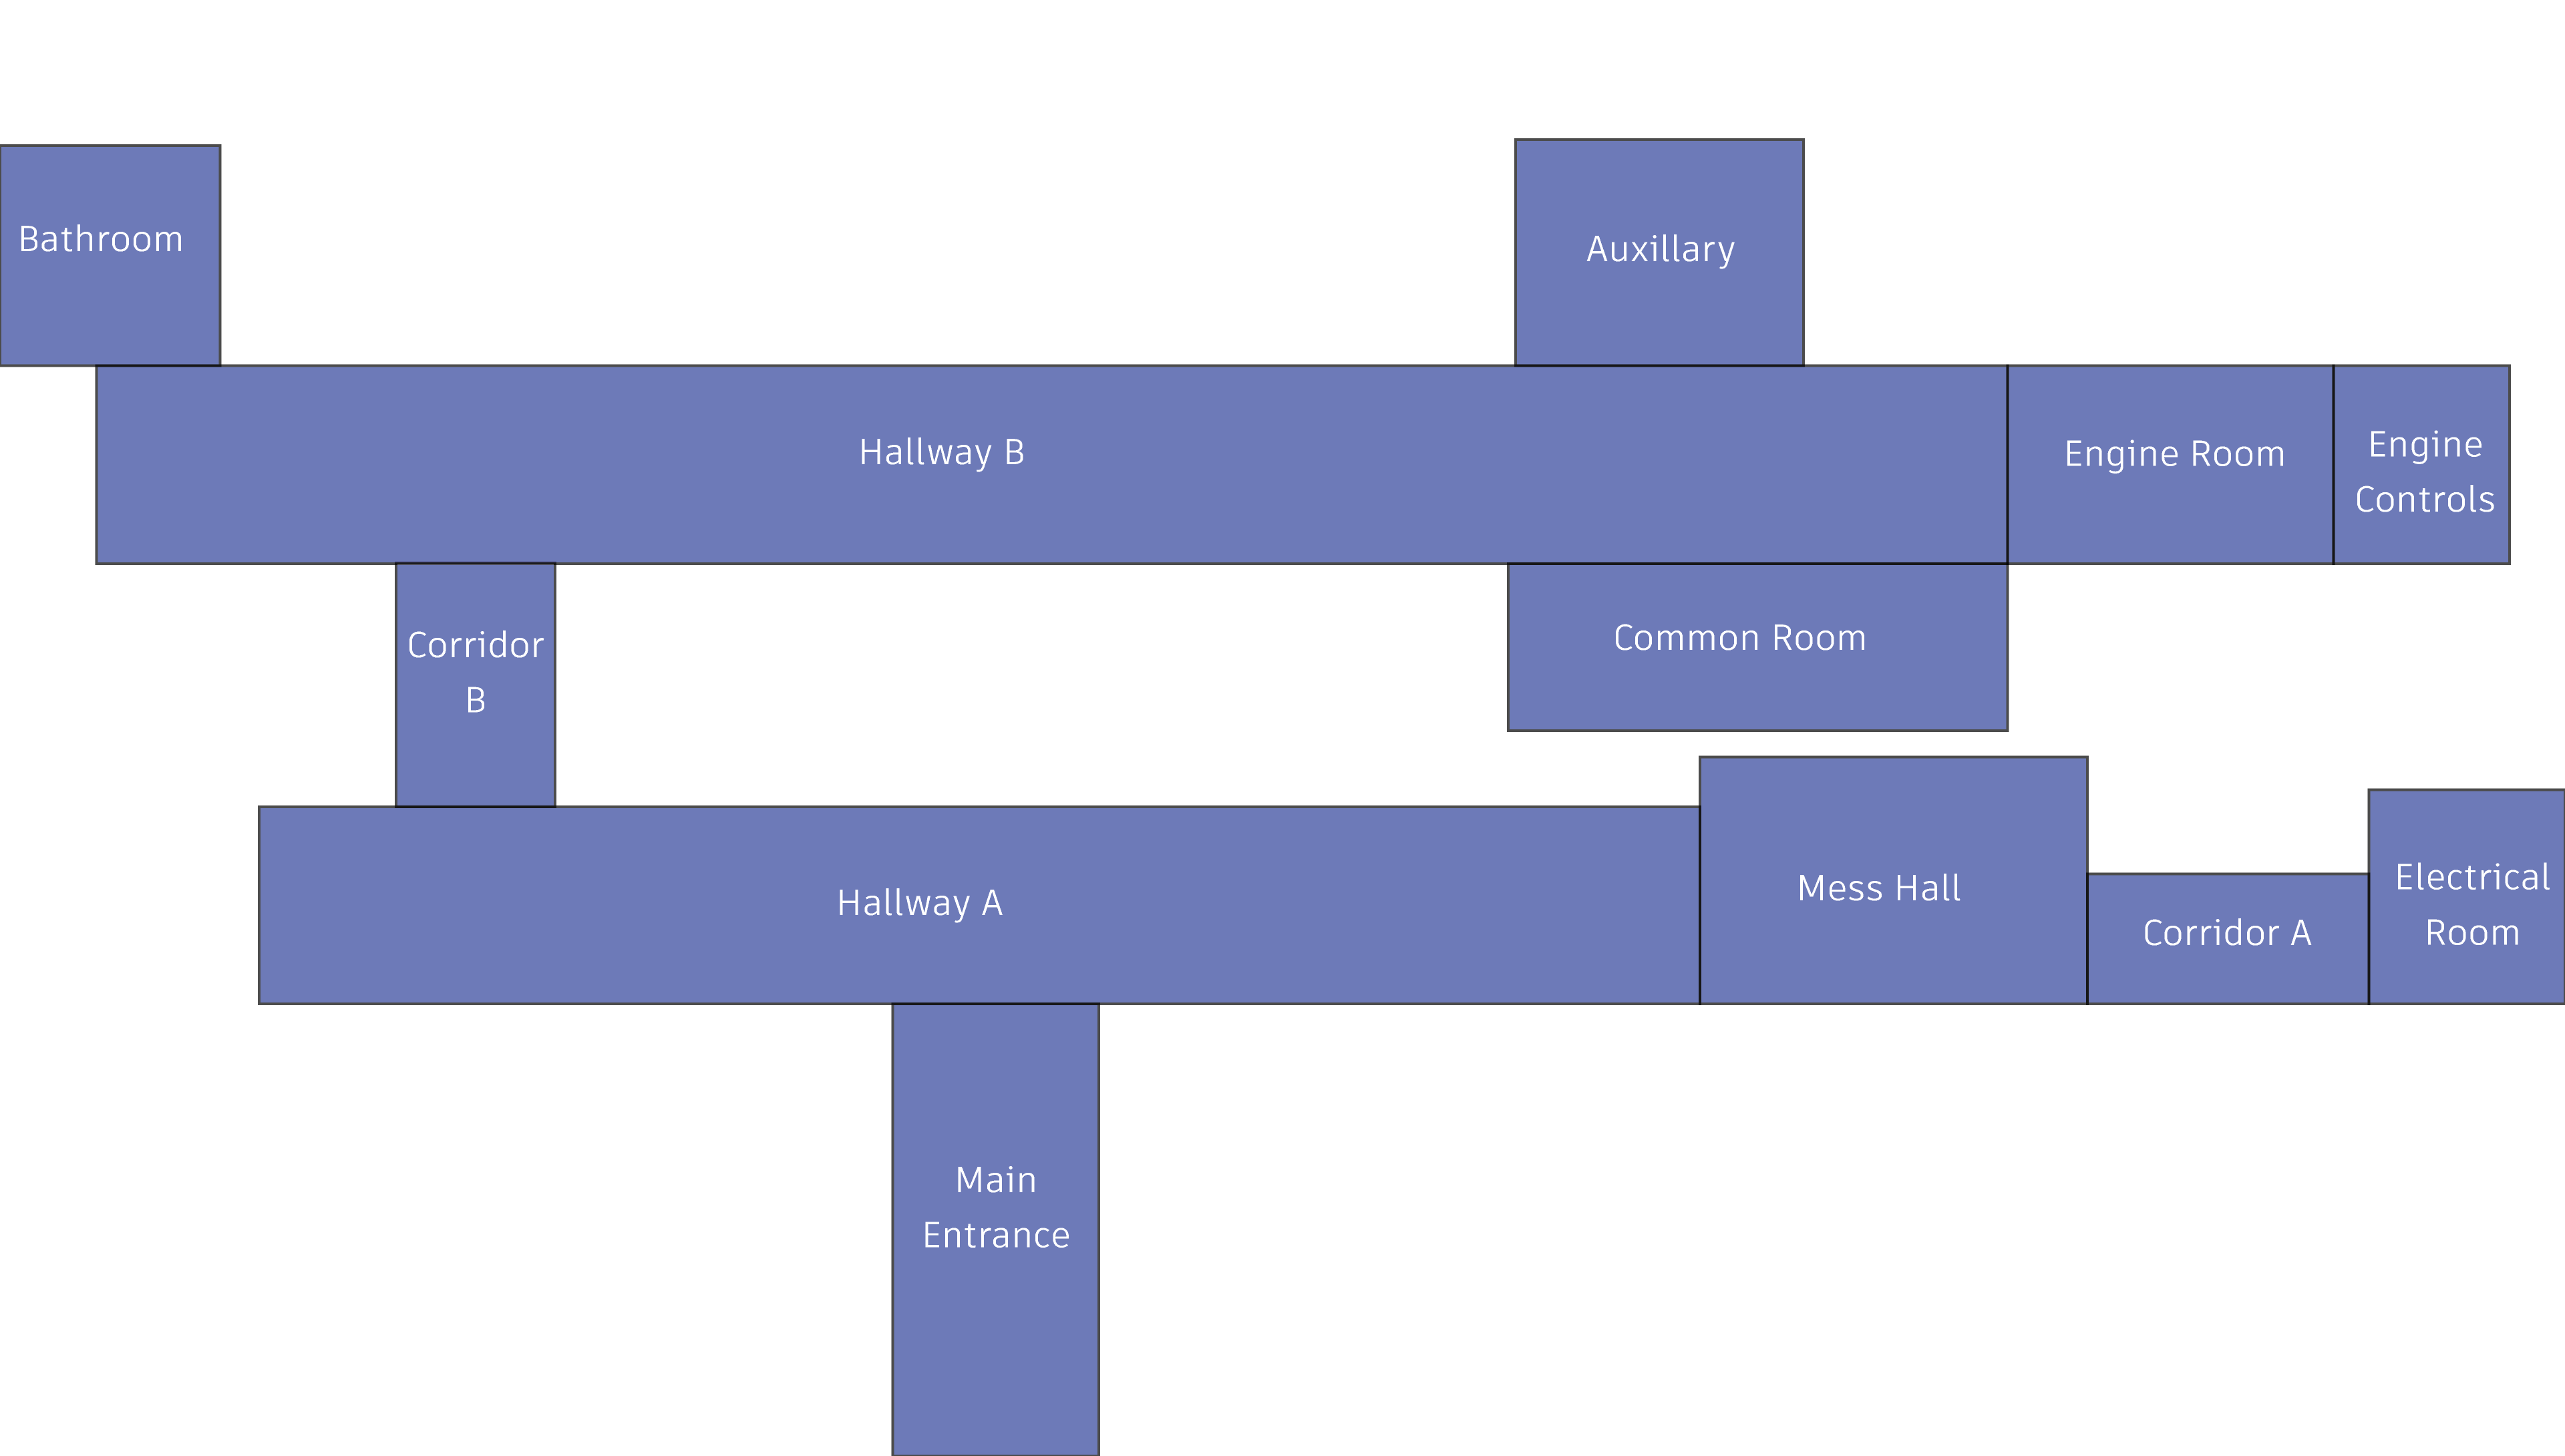 Bathroom
Auxillary
Hallway B
Engine Room
Engine
Controls
Corridor
B
Common Room
Hallway A
Mess Hall
Corridor A
Electrical
Room
Main
Entrance